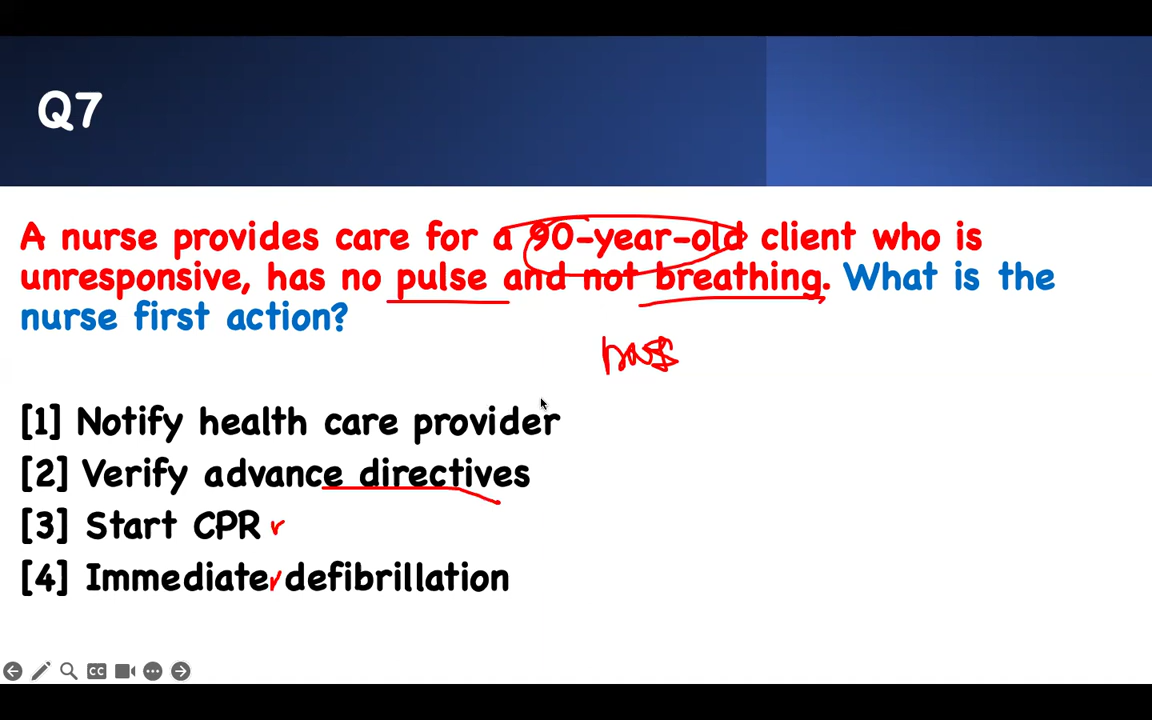 Q7
A nurse provides care for a 90-year-old client who is
unresponsive, has no pulse and not breathing. What is the
nurse first action?
[1] Notify health care provider
[2] Verify advance directives
[3] Start CPR
[4] Immediate defibrillation
CC